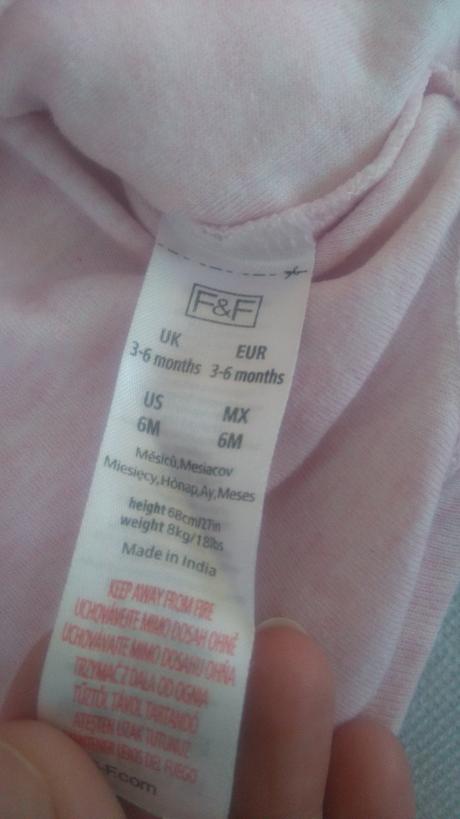 F&F
UK EUR
3-6 months 3-6 months
US MX
6M 6M
Měsíců,Mesiacov
Miesięcy,Hónap,Ay,Meses
height 68cm/27in
weight 8kg/18lbs
Made in India
KEEP AWAY FROM FIRE
UCHOVÁVEJTE MIMO DOSAH OHNĚ
UCHOVÁVAJTE MIMO DOSAHU OHŇA
TRZYMAĆ Z DALA OD OGNIA
TŰZTŐL TÁVOL TARTANDÓ
ATEŞTEN UZAK TUTUNUZ
LEJOS DEL FUEGO
F.com